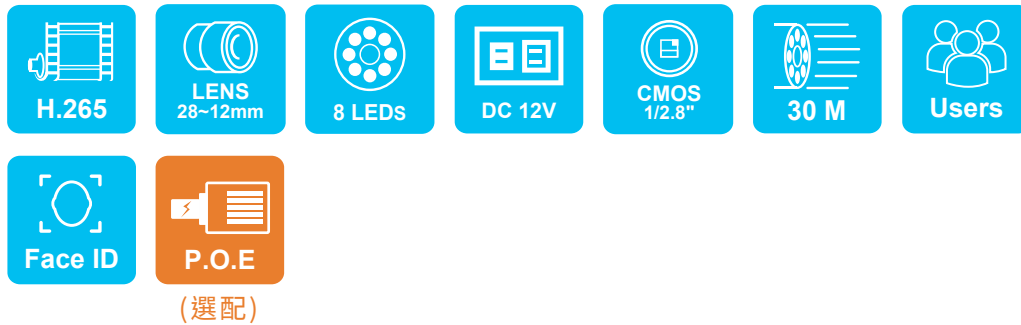 H.265
LENS
28~12mm
8 LEDS
DC 12V
CMOS
1/2.8"
30 M
Users
Face ID
P.O.E
(選配)